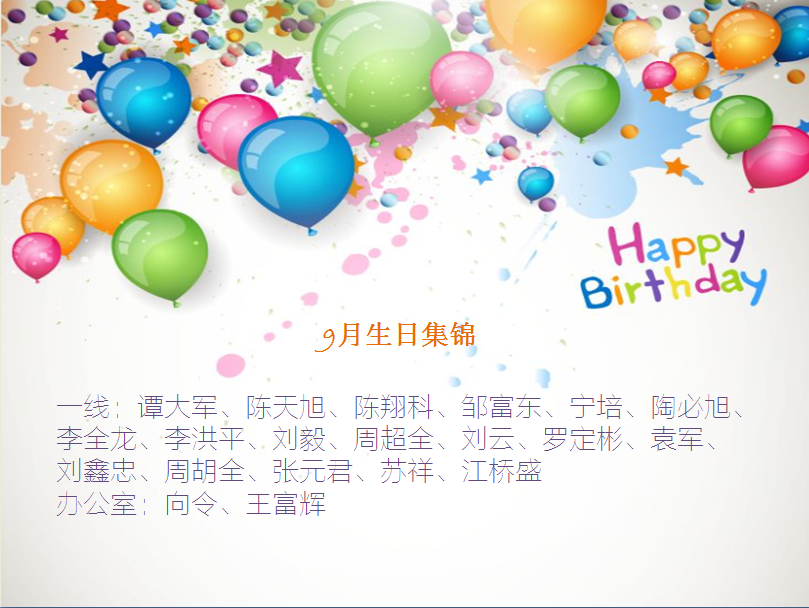 Happy
Birthday
9月生日集锦
一线：谭大军、陈天旭、陈翔科、邹富东、宁培、陶必旭、
李全龙、李洪平、刘毅、周超全、刘云、罗定彬、袁军、
刘鑫忠、周胡全、张元君、苏祥、江桥盛
办公室：向令、王富辉